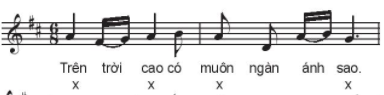 Trên trời cao có muôn ngàn ánh sao.
x x x x